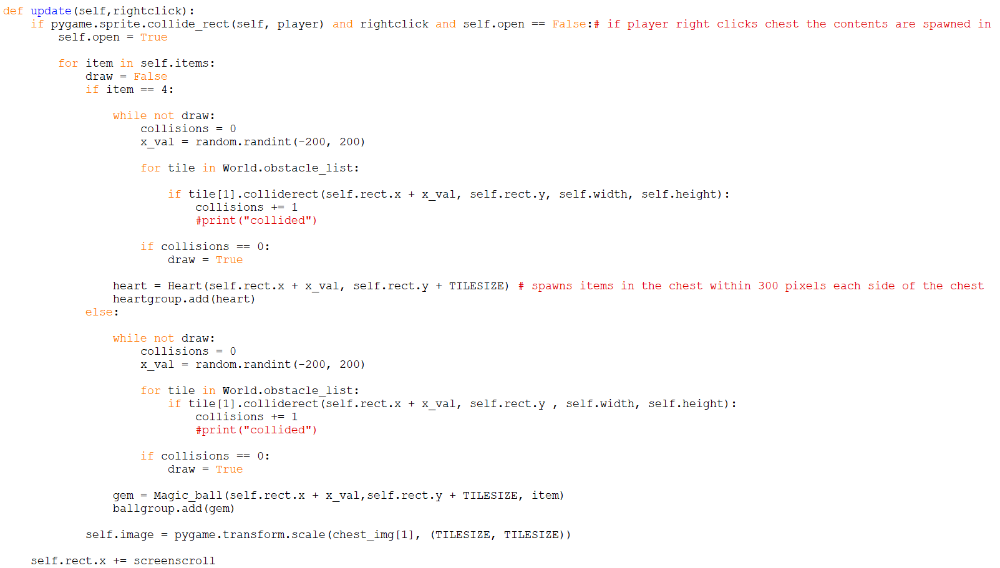 def update(self,rightclick):
    if pygame.sprite.collide_rect(self, player) and rightclick and self.open == False:# if player right clicks chest the contents are spawned in
        self.open = True

        for item in self.items:
            draw = False
            if item == 4:

                while not draw:
                    collisions = 0
                    x_val = random.randint(-200, 200)

                    for tile in World.obstacle_list:

                        if tile[1].colliderect(self.rect.x + x_val, self.rect.y, self.width, self.height):
                            collisions += 1
                            #print("collided")

                    if collisions == 0:
                        draw = True

                heart = Heart(self.rect.x + x_val, self.rect.y + TILESIZE) # spawns items in the chest within 300 pixels each side of the chest
                heartgroup.add(heart)
            else:

                while not draw:
                    collisions = 0
                    x_val = random.randint(-200, 200)

                    for tile in World.obstacle_list:
                        if tile[1].colliderect(self.rect.x + x_val, self.rect.y , self.width, self.height):
                            collisions += 1
                            #print("collided")

                    if collisions == 0:
                        draw = True

                gem = Magic_ball(self.rect.x + x_val,self.rect.y + TILESIZE, item)
                ballgroup.add(gem)

            self.image = pygame.transform.scale(chest_img[1], (TILESIZE, TILESIZE))

    self.rect.x += screenscroll